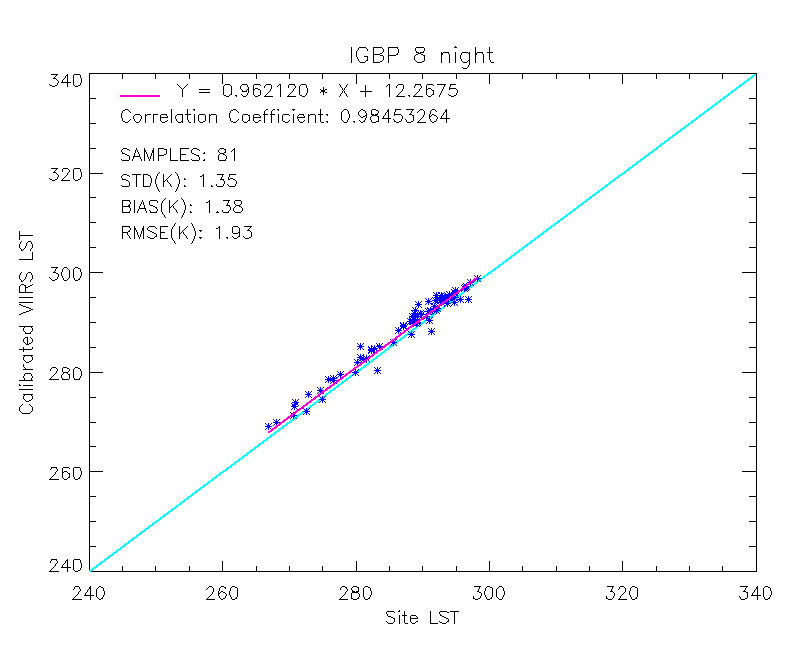 IGBP 8 night
Y = 0.962120 * X + 12.2675
Correlation Coefficient: 0.98453264
SAMPLES: 81
STD(K): 1.35
BIAS(K): 1.38
RMSE(K): 1.93
Calibrated VIIRS LST
340
320
300
280
260
240
240 260 280 300 320 340
Site LST